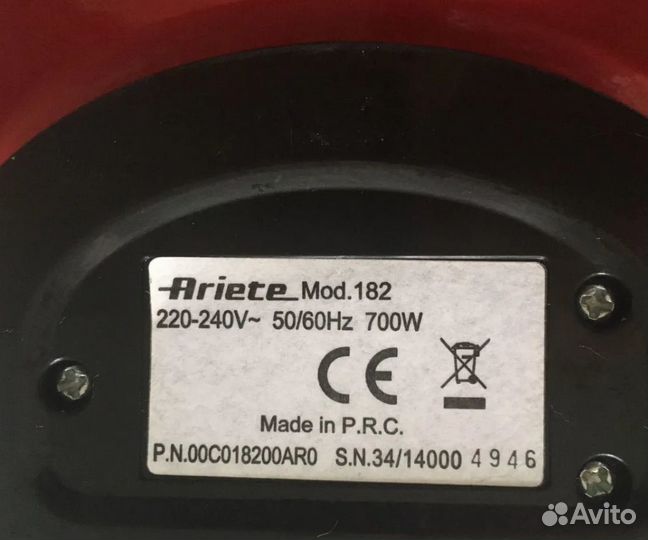 Ariete Mod.182
220-240V~ 50/60Hz 700W
CE
Made in P.R.C.
P.N.00C018200AR0 S.N.34/14000 4946
Avito